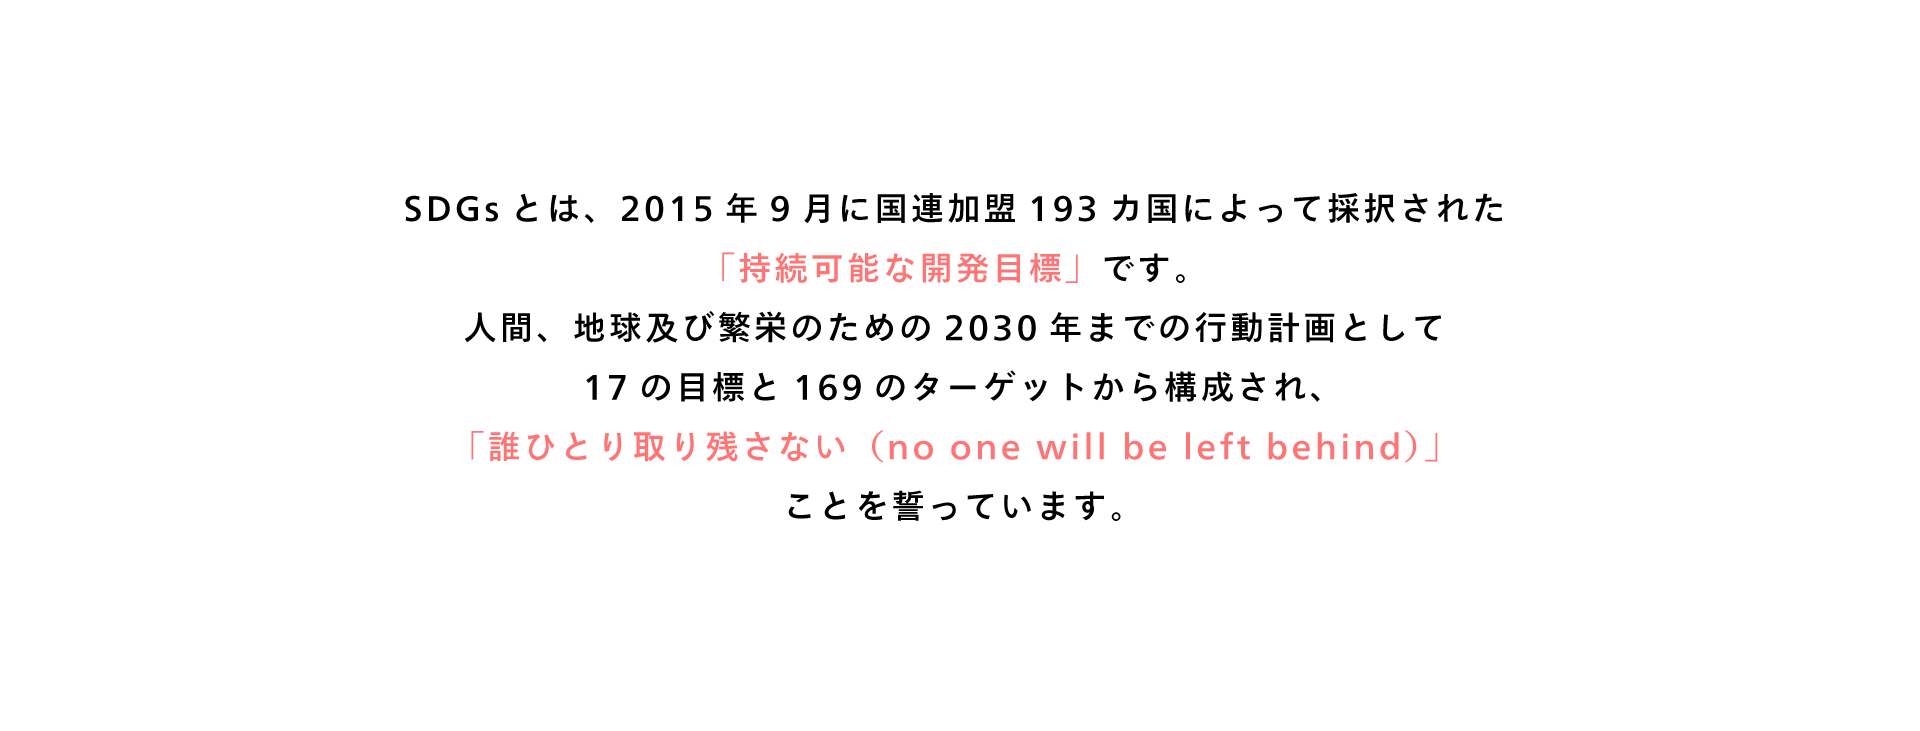 SDGsとは、2015年9月に国連加盟193カ国によって採択された
「持続可能な開発目標」です。
人間、地球及び繁栄のための2030年までの行動計画として
17の目標と169のターゲットから構成され、
「誰ひとり取り残さない（no one will be left behind）」
ことを誓っています。